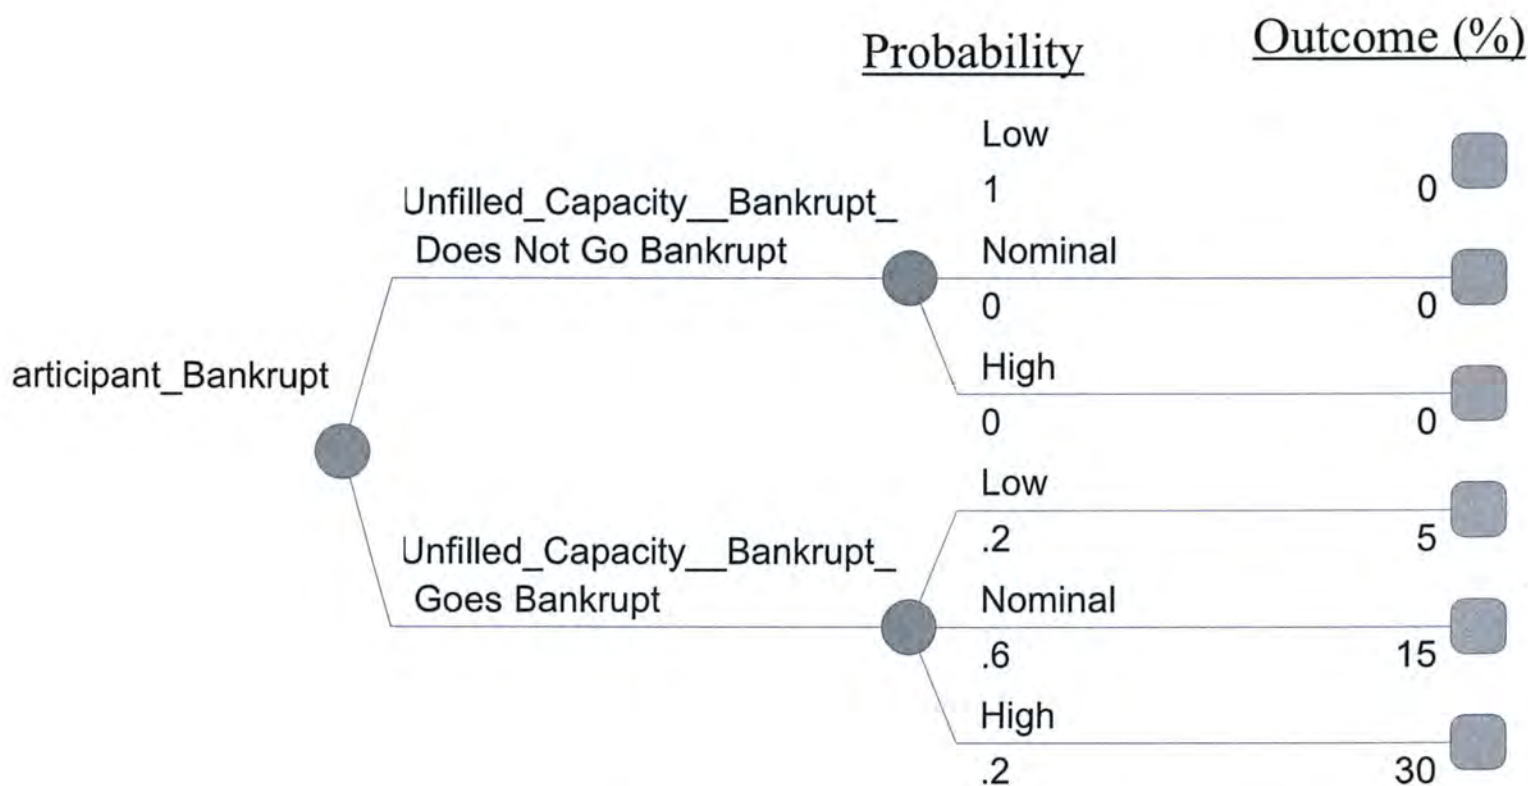 Probability Outcome (%)
Low
1 0
Unfilled_Capacity__Bankrupt_
Does Not Go Bankrupt
Nominal
0 0
High
0 0
articipant_Bankrupt
Low
.2 5
Unfilled_Capacity__Bankrupt_
Goes Bankrupt
Nominal
.6 15
High
.2 30